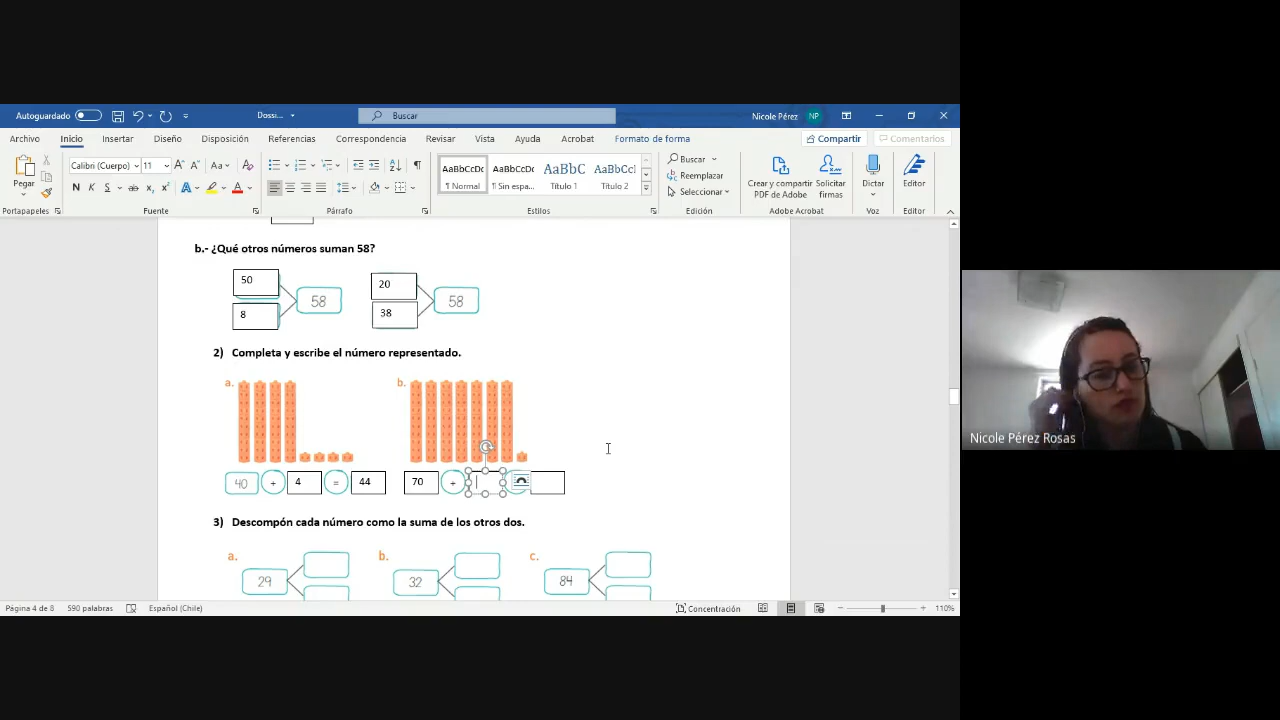 Autoguardado
Dossi...
Buscar
Nicole Pérez
NP
Archivo
Inicio
Insertar
Diseño
Disposición
Referencias
Correspondencia
Revisar
Vista
Ayuda
Acrobat
Formato de forma
Compartir
Comentarios
Pegar
Calibri (Cuerpo)
11
Aa
N K S ab x₂ x²
AaBbCcDc
¶ Normal
AaBbCcDc
¶ Sin espa...
AaBbC
Título 1
AaBbCcI
Título 2
Buscar
Reemplazar
Seleccionar
Crear y compartir
PDF de Adobe
Solicitar
firmas
Dictar
Editor
Portapapeles
Fuente
Párrafo
Estilos
Edición
Adobe Acrobat
Voz
Editor
b.- ¿Qué otros números suman 58?
50
8
58
20
38
58
2) Completa y escribe el número representado.
a.
b.
40 + 4 = 44
70 +
3) Descompón cada número como la suma de los otros dos.
a.
b.
c.
29
32
84
Página 4 de 8
590 palabras
Español (Chile)
Concentración
110%
Nicole Pérez Rosas